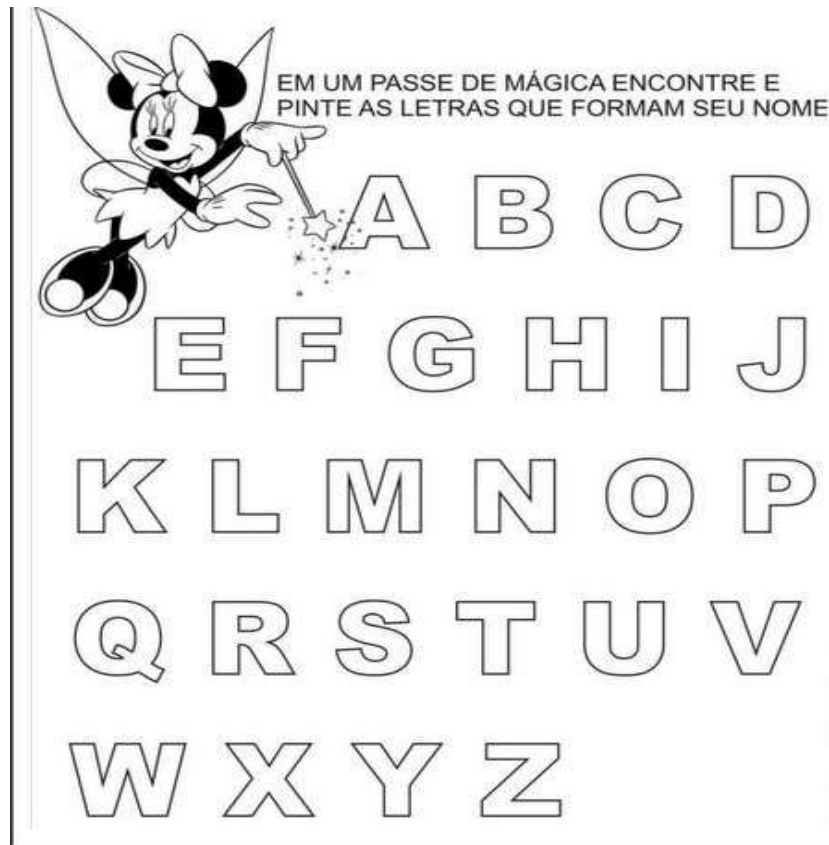 EM UM PASSE DE MÁGICA ENCONTRE E
PINTE AS LETRAS QUE FORMAM SEU NOME
A B C D
E F G H I J
K L M N O P
Q R S T U V
W X Y Z